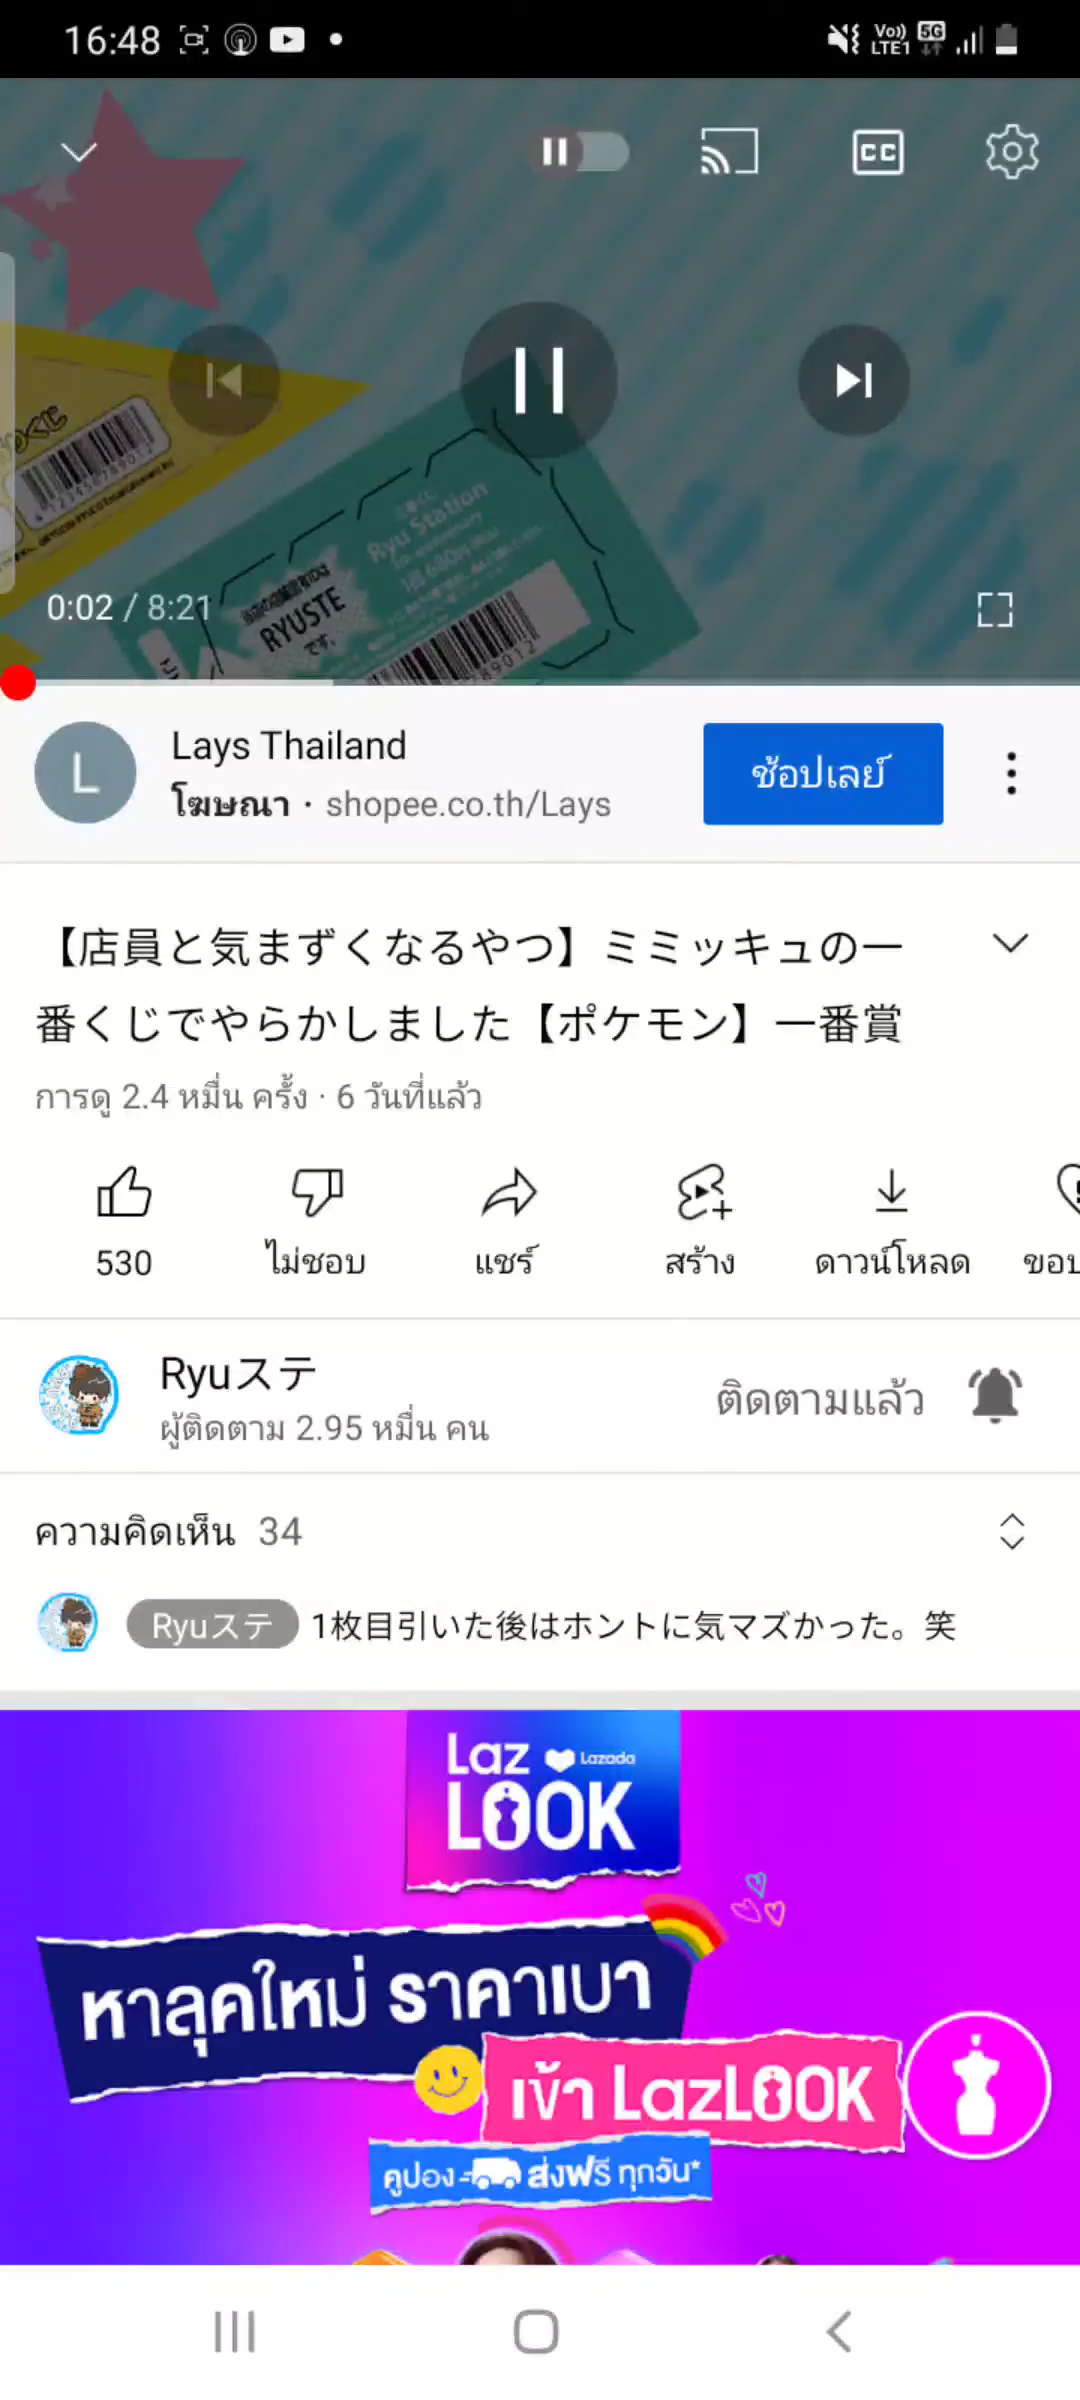 16:48
Vo)) LTE1 5G
CC
Ryu Station
RYUSTE
です。
0:02 / 8:21
L
Lays Thailand
โฆษณา · shopee.co.th/Lays
ช้อปเลย
【店員と気まずくなるやつ】ミミッキュの一
番くじでやらかしました【ポケモン】一番賞
การดู 2.4 หมื่น ครั้ง · 6 วันที่แล้ว
530
ไม่ชอบ
แชร์
สร้าง
ดาวน์โหลด
ขอบ
Ryuステ
ผู้ติดตาม 2.95 หมื่น คน
ติดตามแล้ว
ความคิดเห็น 34
Ryuステ 1枚目引いた後はホントに気マズかった。笑
Laz Lazada
LOOK
หาลุคใหม่ ราคาเบา
เข้า LazLOOK
คูปอง ส่งฟรี ทุกวัน*